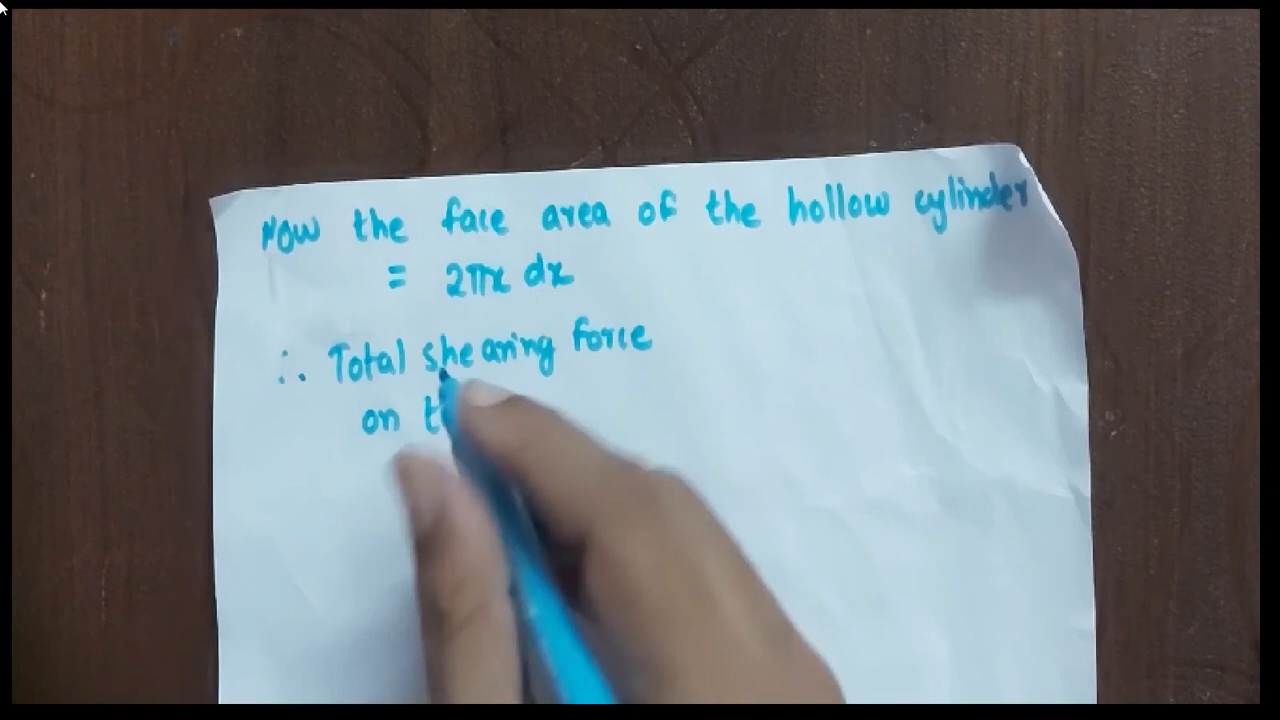 Now the face area of the hollow cylinder
= 2πx dx
∴ Total shearing force
on